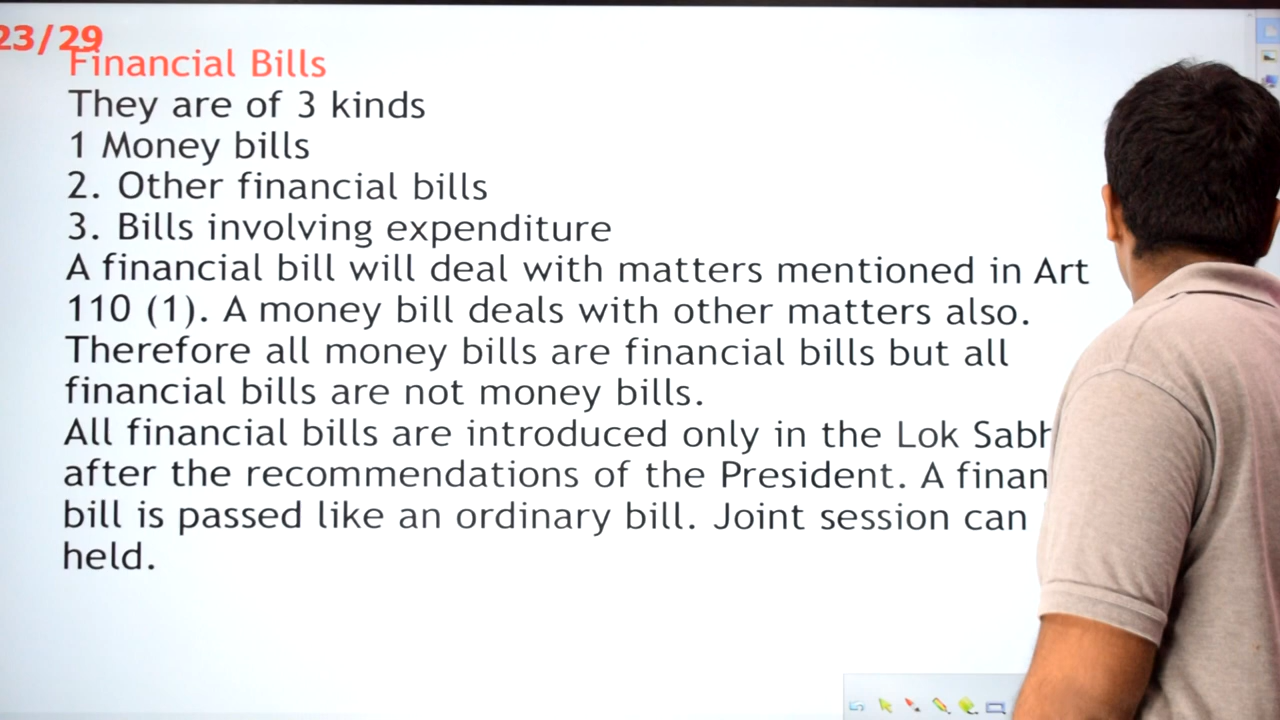 23/29
Financial Bills
They are of 3 kinds
1 Money bills
2. Other financial bills
3. Bills involving expenditure
A financial bill will deal with matters mentioned in Art
110 (1). A money bill deals with other matters also.
Therefore all money bills are financial bills but all
financial bills are not money bills.
All financial bills are introduced only in the Lok
after the recommendations of the President. A
bill is passed like an ordinary bill. Joint session can
held.